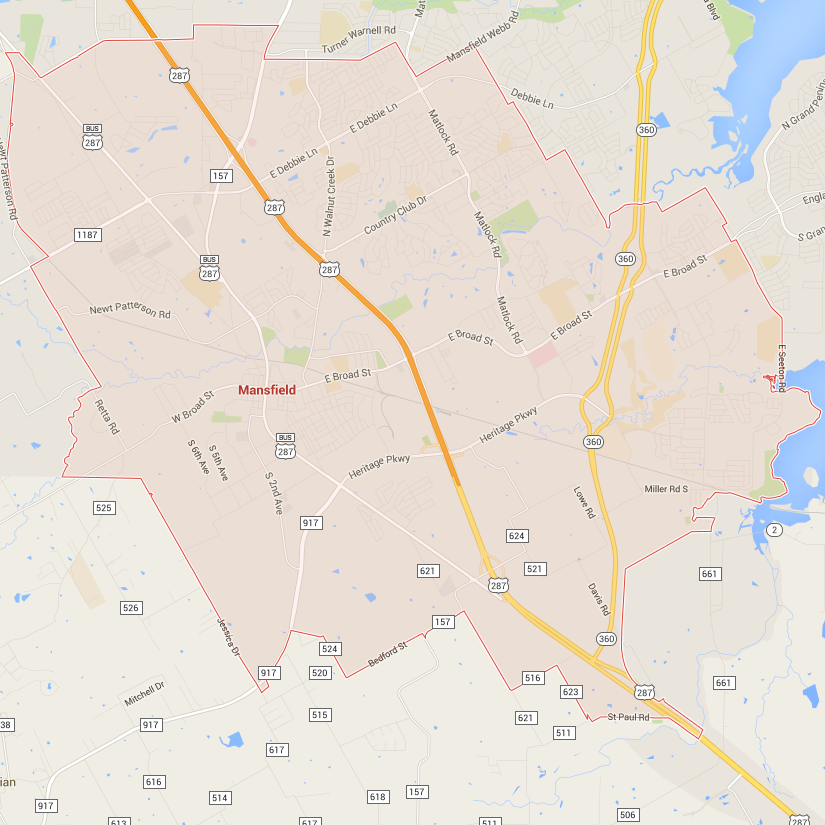 Turner Warnell Rd
Mansfield Webb Rd
Blvd
287
Debbie Ln
N Grand Penins
E Debbie Ln
Matlock Rd
360
BUS
287
E Debbie Ln
N Walnut Creek Dr
157
Newt Patterson Rd
Country Club Dr
287
Matlock Rd
1187
S Gran
BUS
287
287
360
E Broad St
Newt Patterson Rd
Matlock Rd
E Broad St
E Broad St
E Seeton Rd
E Broad St
Mansfield
W Broad St
Retta Rd
Heritage Pkwy
BUS
287
360
S 6th Ave
S 5th Ave
Heritage Pkwy
S 2nd Ave
Miller Rd S
Lowe Rd
525
917
2
624
521
621
661
287
526
Davis Rd
157
Jessica Dr
360
524
Bedford St
917
520
516
661
Mitchell Dr
623
287
515
621
St Paul Rd
38
917
511
617
ian
616
514
618
157
917
506
613
617
511
287